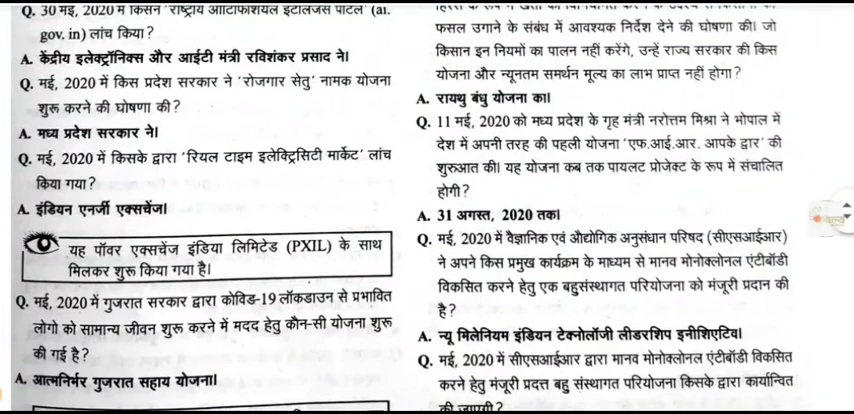 Q. 30 मई, 2020 में किसने 'राष्ट्रीय आर्टिफिशियल इंटेलिजेंस पोर्टल' (ai.
gov. in) लांच किया?
A. केंद्रीय इलेक्ट्रॉनिक्स और आईटी मंत्री रविशंकर प्रसाद ने।
Q. मई, 2020 में किस प्रदेश सरकार ने 'रोजगार सेतु' नामक योजना
शुरू करने की घोषणा की?
A. मध्य प्रदेश सरकार ने।
Q. मई, 2020 में किसके द्वारा 'रियल टाइम इलेक्ट्रिसिटी मार्केट' लांच
किया गया?
A. इंडियन एनर्जी एक्सचेंज।
यह पॉवर एक्सचेंज इंडिया लिमिटेड (PXIL) के साथ
मिलकर शुरू किया गया है।
Q. मई, 2020 में गुजरात सरकार द्वारा कोविड-19 लॉकडाउन से प्रभावित
लोगो को सामान्य जीवन शुरू करने में मदद हेतु कौन-सी योजना शुरू
की गई है?
A. आत्मनिर्भर गुजरात सहाय योजना।
फसल उगाने के संबंध में आवश्यक निर्देश देने की घोषणा की। जो
किसान इन नियमों का पालन नहीं करेंगे, उन्हें राज्य सरकार की किस
योजना और न्यूनतम समर्थन मूल्य का लाभ प्राप्त नहीं होगा?
A. रायथु बंधु योजना का।
Q. 11 मई, 2020 को मध्य प्रदेश के गृह मंत्री नरोत्तम मिश्रा ने भोपाल में
देश में अपनी तरह की पहली योजना 'एफ.आई.आर. आपके द्वार' की
शुरुआत की। यह योजना कब तक पायलट प्रोजेक्ट के रूप में संचालित
होगी?
A. 31 अगस्त, 2020 तक।
Q. मई, 2020 में वैज्ञानिक एवं औद्योगिक अनुसंधान परिषद (सीएसआईआर)
ने अपने किस प्रमुख कार्यक्रम के माध्यम से मानव मोनोक्लोनल एंटीबॉडी
विकसित करने हेतु एक बहुसंस्थागत परियोजना को मंजूरी प्रदान की
है?
A. न्यू मिलेनियम इंडियन टेक्नोलॉजी लीडरशिप इनीशिएटिव।
Q. मई, 2020 में सीएसआईआर द्वारा मानव मोनोक्लोनल एंटीबॉडी विकसित
करने हेतु मंजूरी प्रदत्त बहु संस्थागत परियोजना किसके द्वारा कार्यान्वित
की जाएगी?